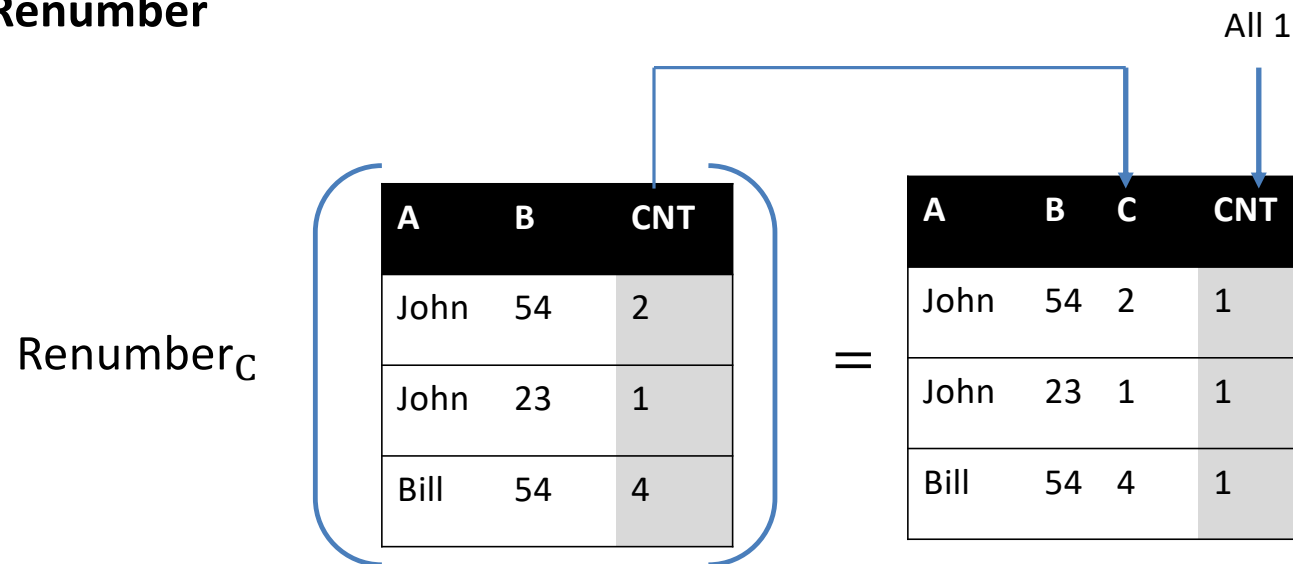 Renumber
All 1
A B CNT
John 54 2
John 23 1
Bill 54 4
Renumber_C
=
A B C CNT
John 54 2 1
John 23 1 1
Bill 54 4 1